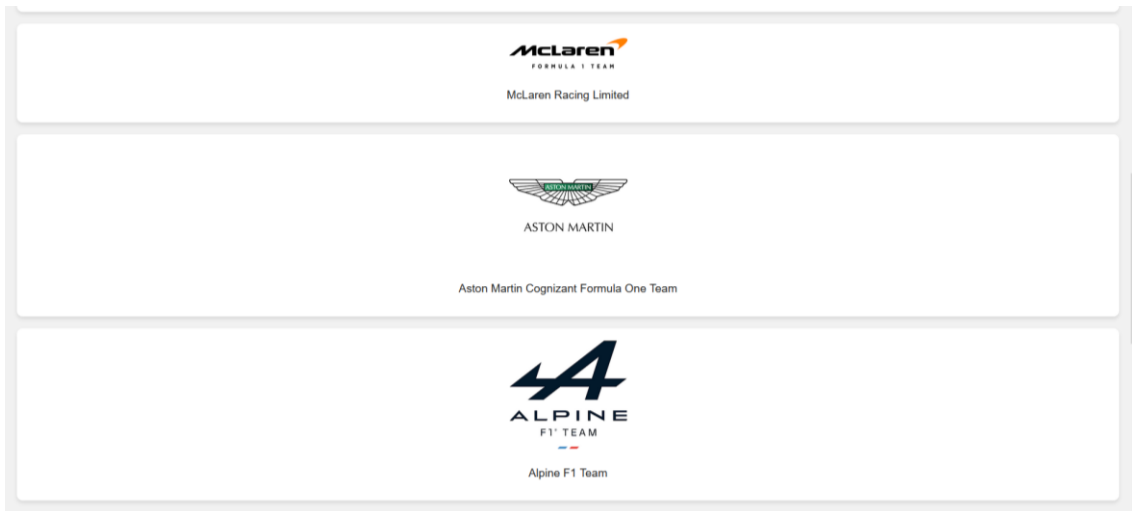 McLaren
FORMULA 1 TEAM
McLaren Racing Limited
ASTON MARTIN
ASTON MARTIN
Aston Martin Cognizant Formula One Team
ALPINE
F1® TEAM
Alpine F1 Team